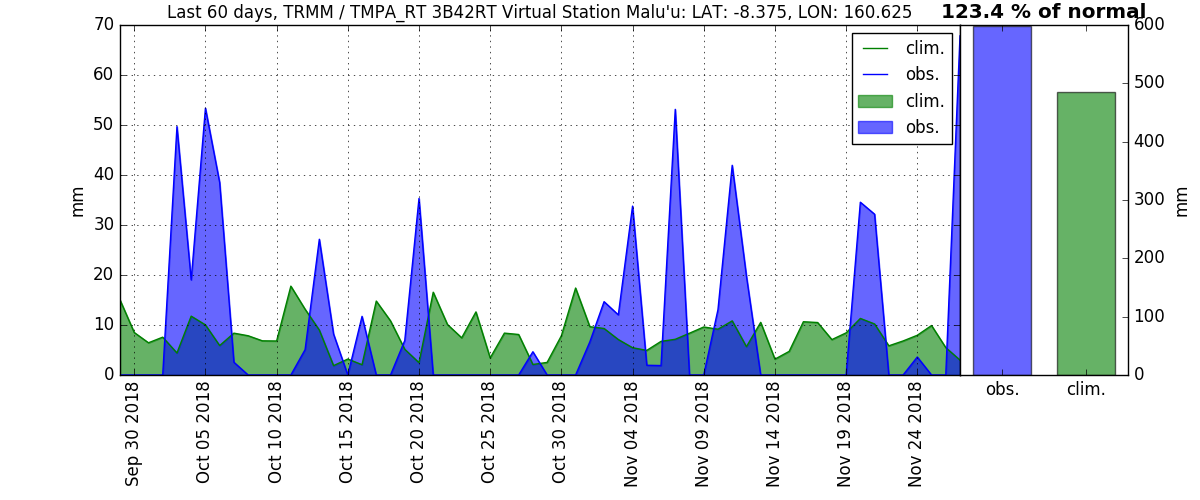 Last 60 days, TRMM / TMPA_RT 3B42RT Virtual Station Malu'u: LAT: -8.375, LON: 160.625
123.4 % of normal
70
60
50
40
30
20
10
0
mm
clim.
obs.
clim.
obs.
600
500
400
300
200
100
0
mm
obs.
clim.
Sep 30 2018
Oct 05 2018
Oct 10 2018
Oct 15 2018
Oct 20 2018
Oct 25 2018
Oct 30 2018
Nov 04 2018
Nov 09 2018
Nov 14 2018
Nov 19 2018
Nov 24 2018